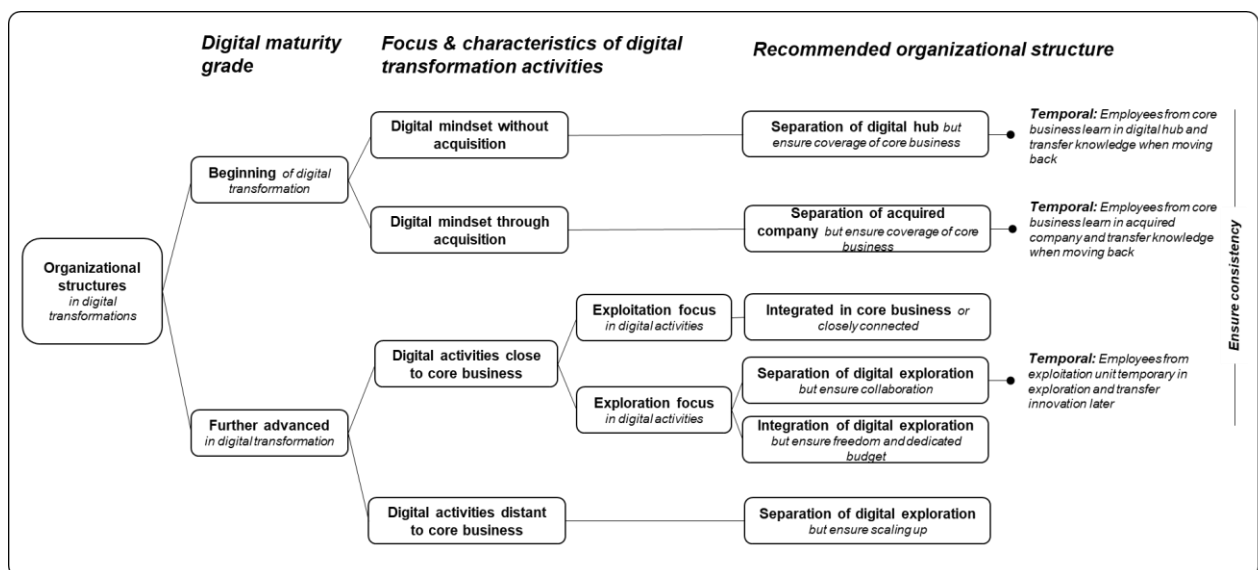 Digital maturity
grade
Focus & characteristics of digital
transformation activities
Recommended organizational structure
Organizational
structures
in digital
transformations
Beginning of digital
transformation
Digital mindset without
acquisition
Separation of digital hub but
ensure coverage of core business
Temporal: Employees from core
business learn in digital hub and
transfer knowledge when moving
back
Digital mindset through
acquisition
Separation of acquired
company but ensure coverage of core
business
Temporal: Employees from core
business learn in acquired
company and transfer knowledge
when moving back
Further advanced
in digital transformation
Digital activities close
to core business
Exploitation focus
in digital activities
Integrated in core business or
closely connected
Exploration focus
in digital activities
Separation of digital exploration
but ensure collaboration
Temporal: Employees from
exploitation unit temporary in
exploration and transfer
innovation later
Integration of digital exploration
but ensure freedom and dedicated
budget
Digital activities distant
to core business
Separation of digital exploration
but ensure scaling up
Ensure consistency